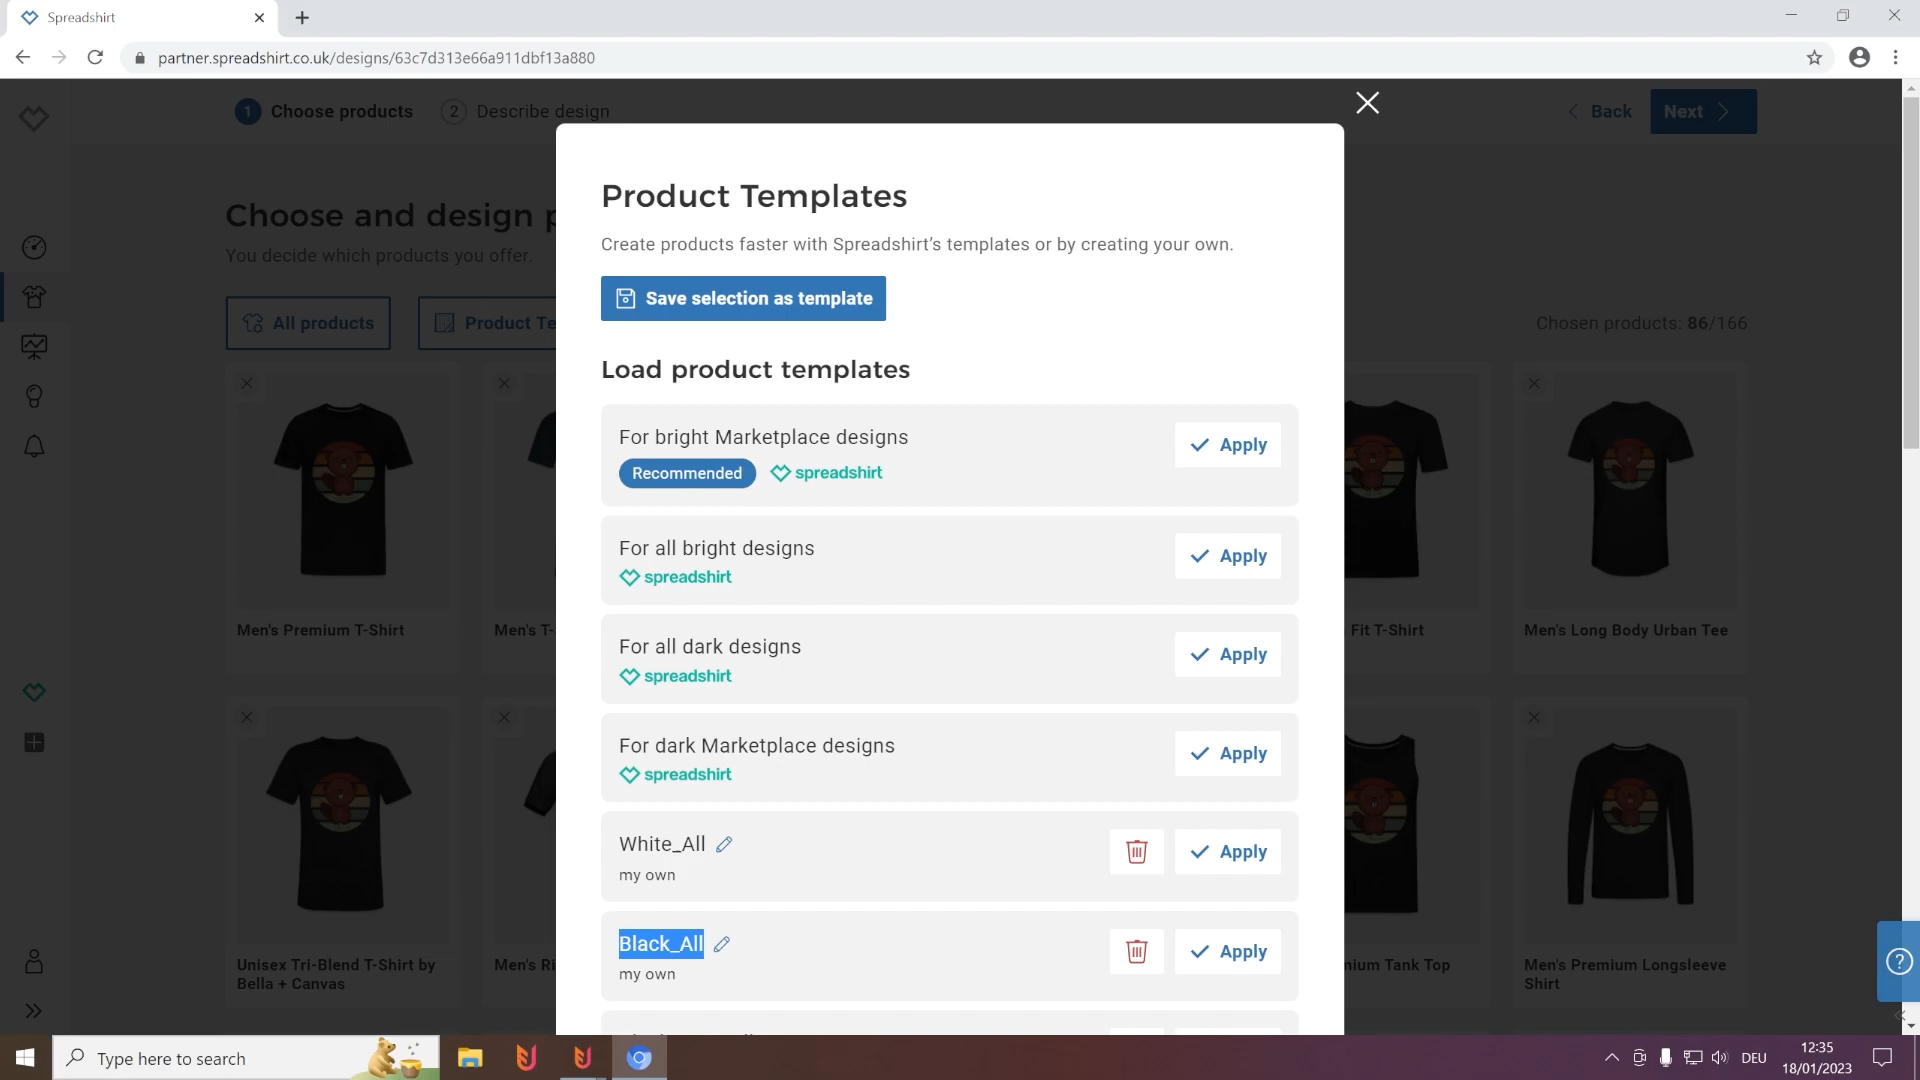 Spreadshirt
partner.spreadshirt.co.uk/designs/63c7d313e66a911dbf13a880
1 Choose products 2 Describe design
Back Next
Choose and design p
You decide which products you offer.
All products Product Te
Chosen products: 86/166
Product Templates
Create products faster with Spreadshirt's templates or by creating your own.
Save selection as template
Load product templates
For bright Marketplace designs
Apply
Recommended spreadshirt
For all bright designs
Apply
spreadshirt
For all dark designs
Apply
spreadshirt
For dark Marketplace designs
Apply
spreadshirt
White_All
Apply
my own
Black_All
Apply
my own
Men's Premium T-Shirt
Men's T-
Fit T-Shirt
Men's Long Body Urban Tee
Unisex Tri-Blend T-Shirt by
Bella + Canvas
Men's Ri
mium Tank Top
Men's Premium Longsleeve
Shirt
?
Type here to search
DEU
12:35
18/01/2023